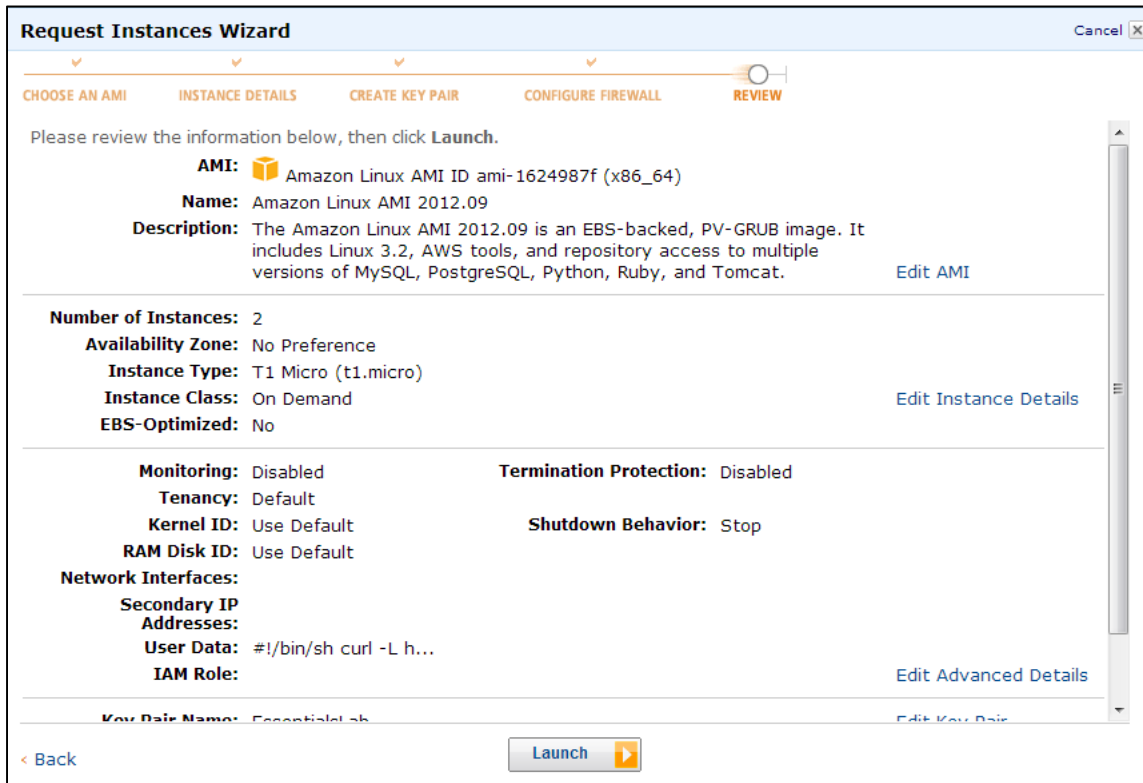 Request Instances Wizard
Cancel
CHOOSE AN AMI INSTANCE DETAILS CREATE KEY PAIR CONFIGURE FIREWALL REVIEW
Please review the information below, then click Launch.
AMI: Amazon Linux AMI ID ami-1624987f (x86_64)
Name: Amazon Linux AMI 2012.09
Description: The Amazon Linux AMI 2012.09 is an EBS-backed, PV-GRUB image. It
includes Linux 3.2, AWS tools, and repository access to multiple
versions of MySQL, PostgreSQL, Python, Ruby, and Tomcat. Edit AMI
Number of Instances: 2
Availability Zone: No Preference
Instance Type: T1 Micro (t1.micro)
Instance Class: On Demand Edit Instance Details
EBS-Optimized: No
Monitoring: Disabled Termination Protection: Disabled
Tenancy: Default
Kernel ID: Use Default Shutdown Behavior: Stop
RAM Disk ID: Use Default
Network Interfaces:
Secondary IP
Addresses:
User Data: #!/bin/sh curl -L h...
IAM Role: Edit Advanced Details
Key Pair Name: EssentialsLab Edit Key Pair
‹ Back Launch